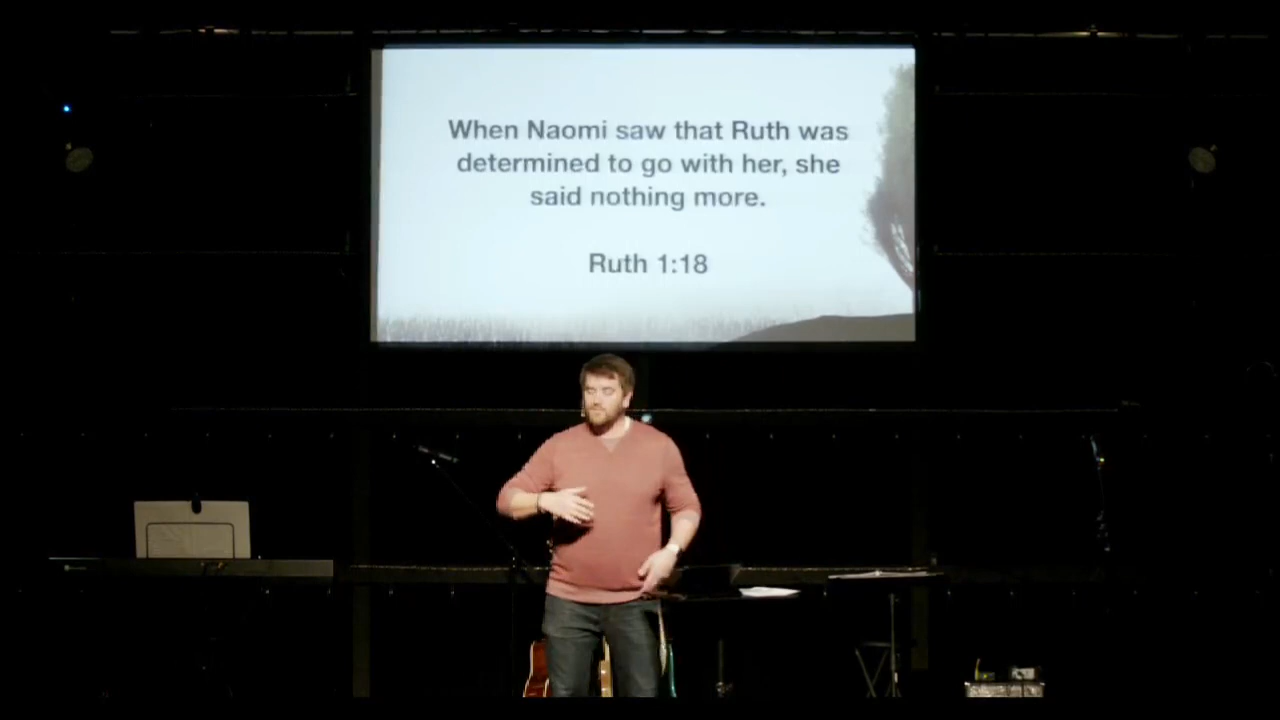 When Naomi saw that Ruth was
determined to go with her, she
said nothing more.
Ruth 1:18